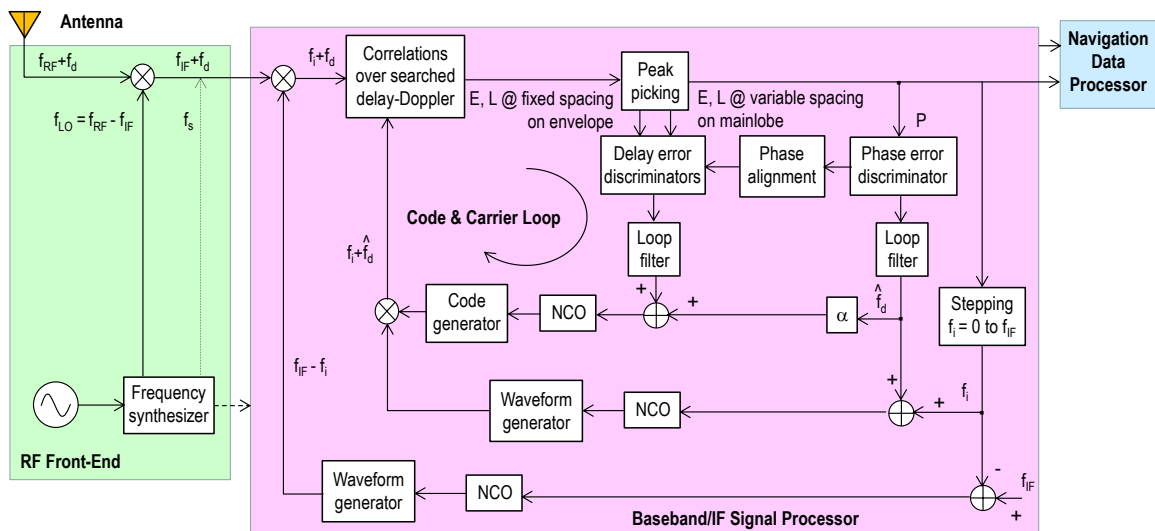 Antenna
f_RF+f_d
f_IF+f_d
f_i+f_d
Correlations
over searched
delay-Doppler
Peak
picking
Navigation
Data
Processor
E, L @ fixed spacing
on envelope
E, L @ variable spacing
on mainlobe
f_LO = f_RF - f_IF
f_s
P
Delay error
discriminators
Phase
alignment
Phase error
discriminator
Code & Carrier Loop
Loop
filter
Loop
filter
f_i+f̂_d
+
+
f̂_d
Code
generator
NCO
α
Stepping
f_i = 0 to f_IF
f_IF - f_i
Frequency
synthesizer
Waveform
generator
NCO
+
+
f_i
RF Front-End
Waveform
generator
NCO
-
f_IF
+
Baseband/IF Signal Processor